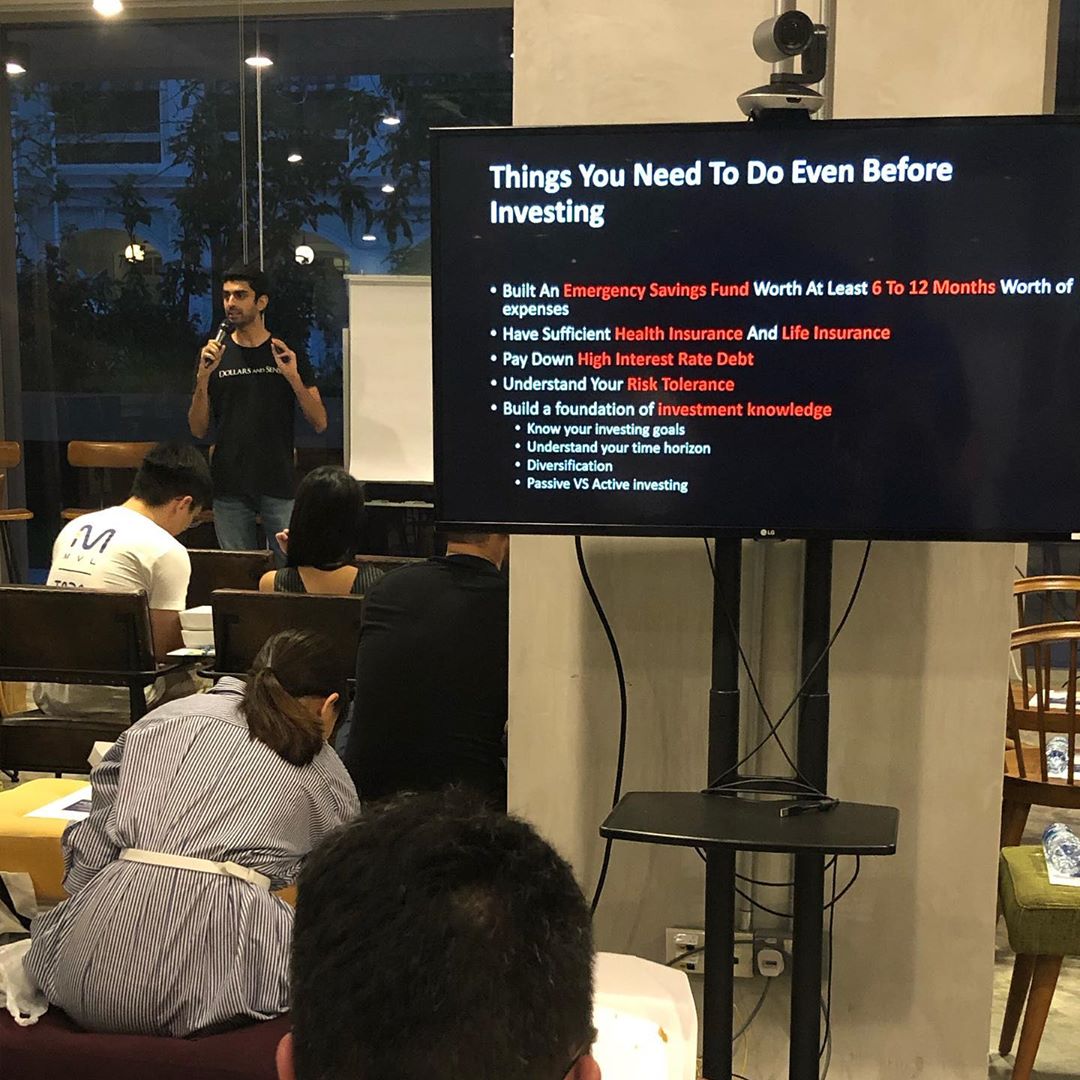 Things You Need To Do Even Before
Investing
• Built An Emergency Savings Fund Worth At Least 6 To 12 Months Worth of
expenses
• Have Sufficient Health Insurance And Life Insurance
• Pay Down High Interest Rate Debt
• Understand Your Risk Tolerance
• Build a foundation of investment knowledge
• Know your investing goals
• Understand your time horizon
• Diversification
• Passive VS Active investing
LG
DOLLARS AND
MVL